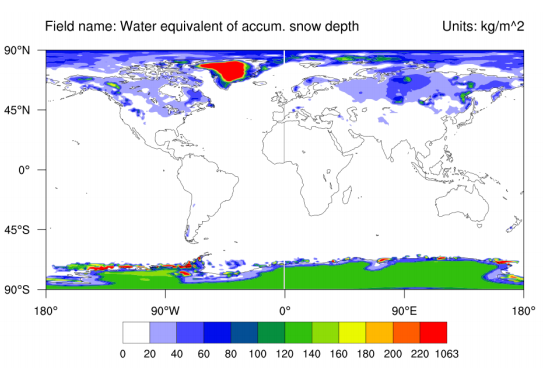 Field name: Water equivalent of accum. snow depth Units: kg/m^2
90°N
45°N
0°
45°S
90°S
180° 90°W 0° 90°E 180°
0 20 40 60 80 100 120 140 160 180 200 220 1063